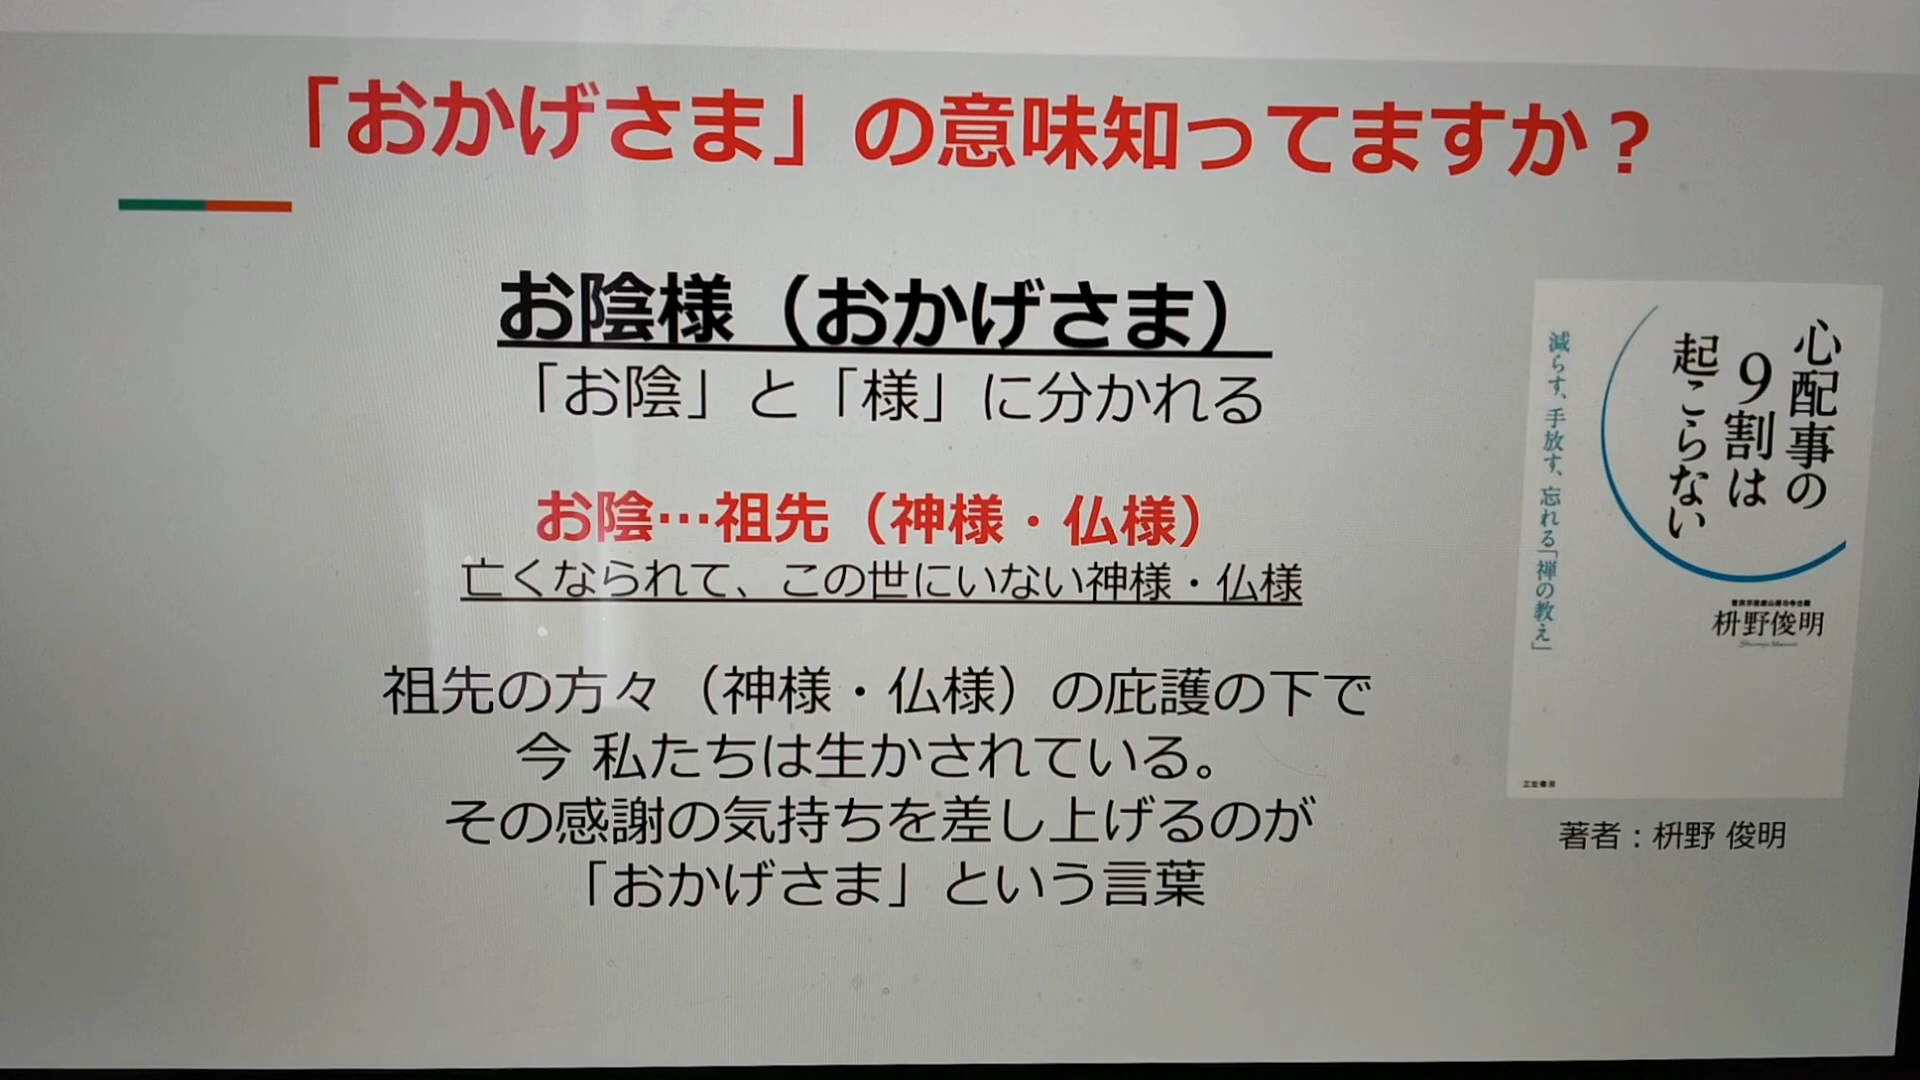 「おかげさま」の意味知ってますか？
お陰様（おかげさま）
「お陰」と「様」に分かれる
お陰…祖先（神様・仏様）
亡くなられて、この世にいない神様・仏様
祖先の方々（神様・仏様）の庇護の下で
今 私たちは生かされている。
その感謝の気持ちを差し上げるのが
「おかげさま」という言葉
心配事の
9割は
起こらない
減らす、手放す、忘れる「禅の教え」
枡野俊明
三笠書房
著者：枡野 俊明